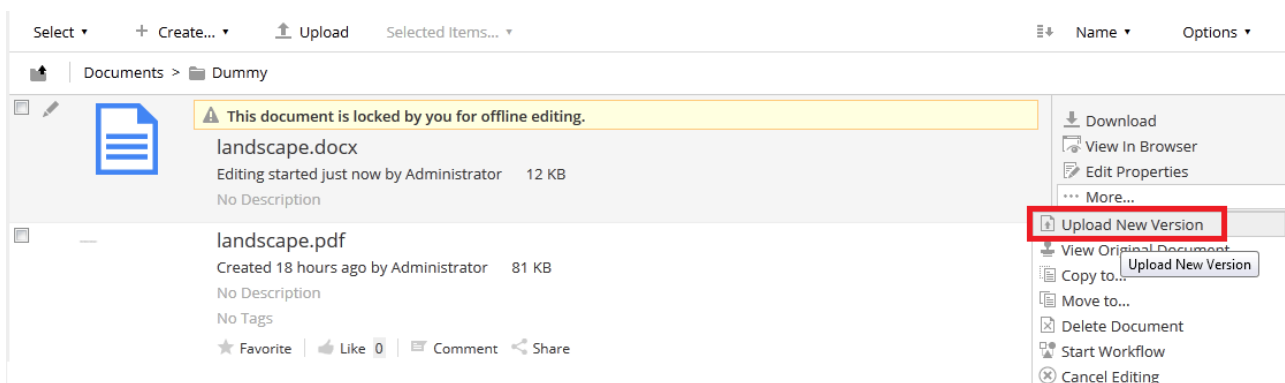 Select ▾ + Create... ▾ Upload Selected Items... ▾ Name ▾ Options ▾
Documents > Dummy
This document is locked by you for offline editing.
landscape.docx
Editing started just now by Administrator 12 KB
No Description
Download
View In Browser
Edit Properties
··· More...
Upload New Version
View Original Document
Upload New Version
Copy to...
Move to...
Delete Document
Start Workflow
Cancel Editing
landscape.pdf
Created 18 hours ago by Administrator 81 KB
No Description
No Tags
Favorite Like 0 Comment Share